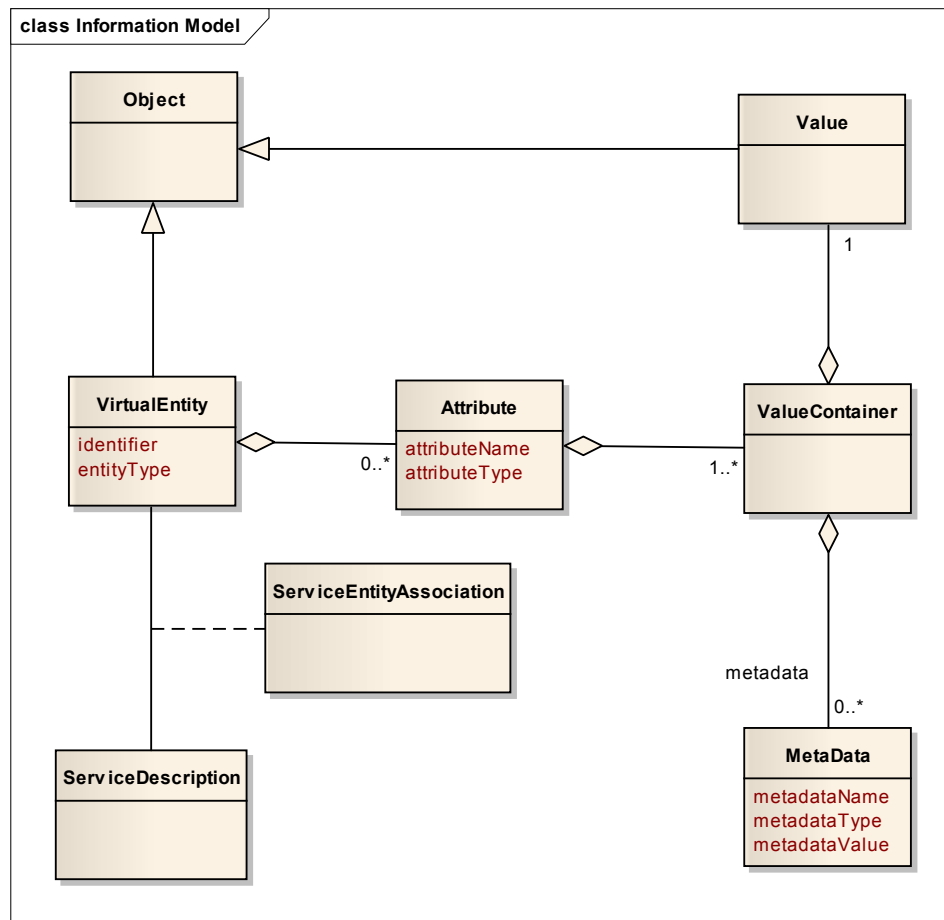 class Information Model
Object
Value
1
VirtualEntity
identifier
entityType
0..*
Attribute
attributeName
attributeType
1..*
ValueContainer
ServiceEntityAssociation
metadata
0..*
ServiceDescription
MetaData
metadataName
metadataType
metadataValue